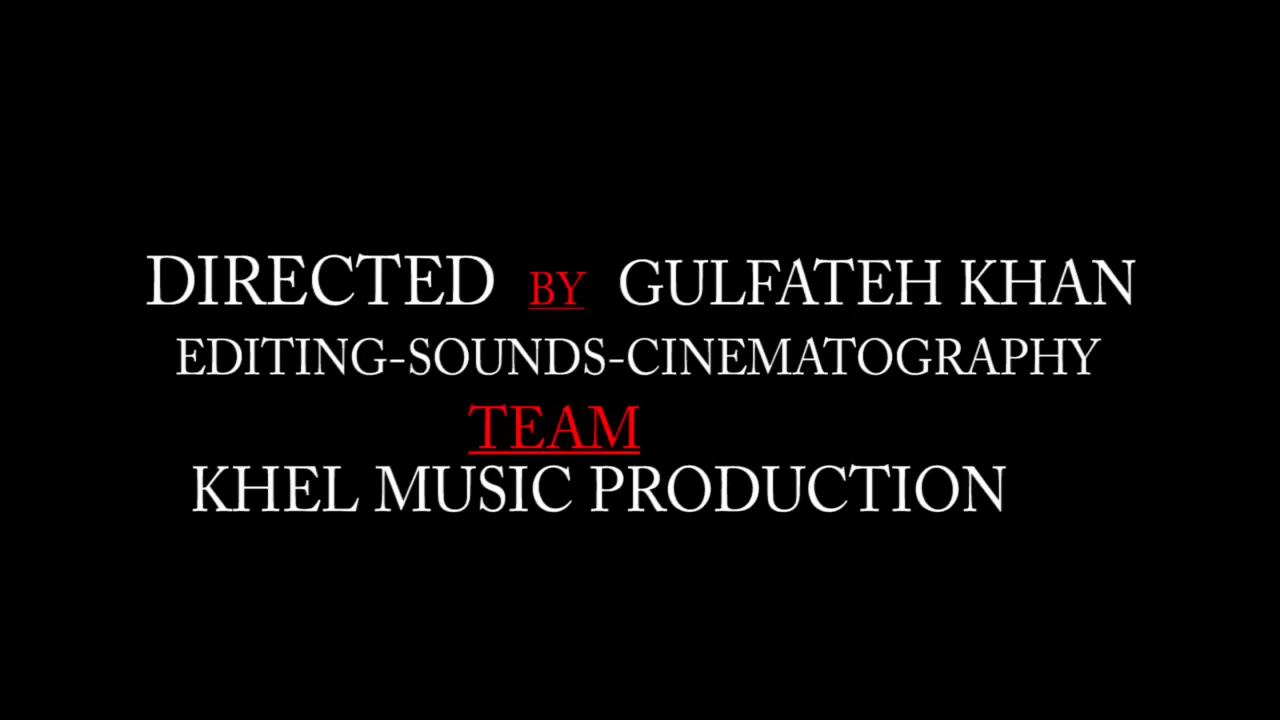 DIRECTED BY GULFATEH KHAN
EDITING-SOUNDS-CINEMATOGRAPHY
TEAM
KHEL MUSIC PRODUCTION